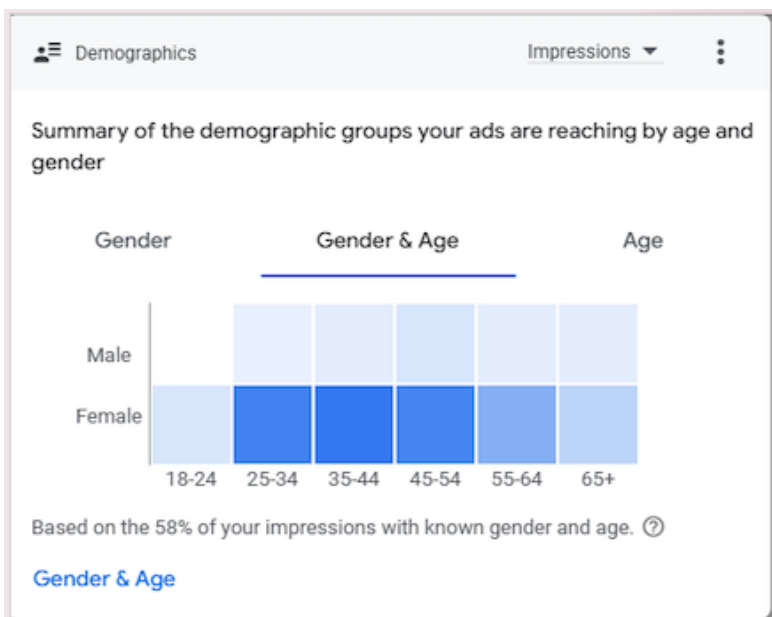 Demographics
Impressions
Summary of the demographic groups your ads are reaching by age and
gender
Gender
Gender & Age
Age
Male
Female
18-24 25-34 35-44 45-54 55-64 65+
Based on the 58% of your impressions with known gender and age.
Gender & Age